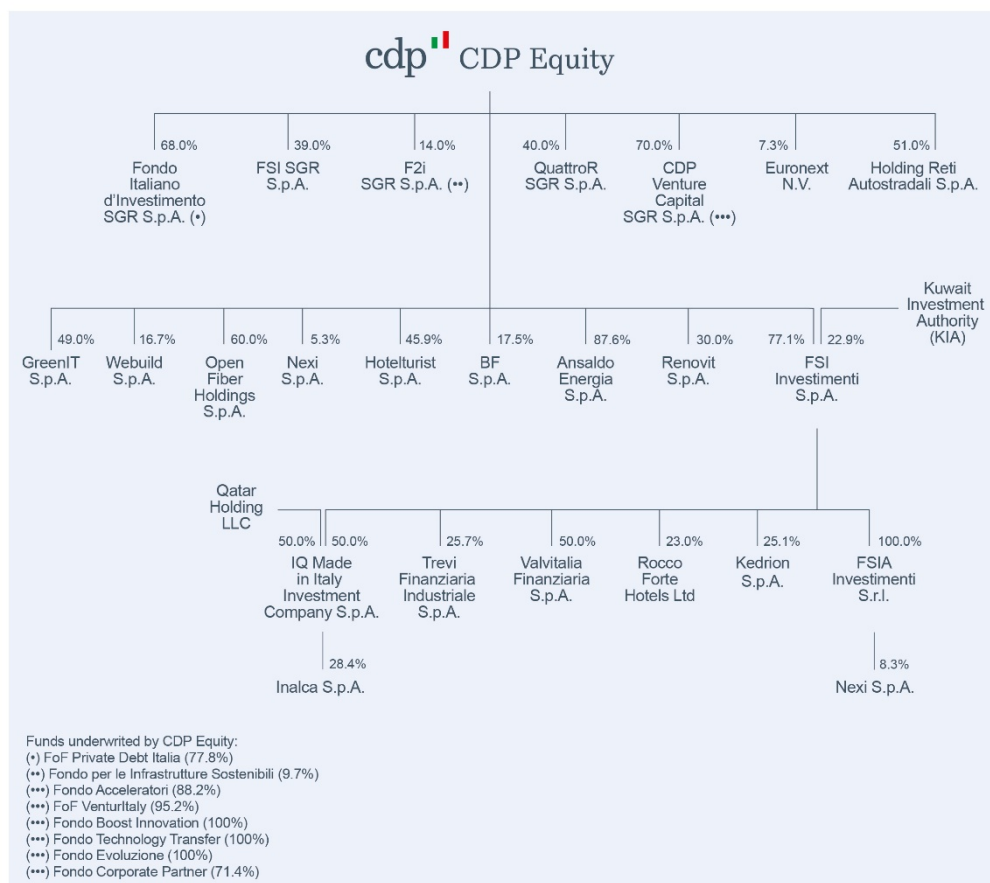 cdp CDP Equity
68.0%
Fondo
Italiano
d'Investimento
SGR S.p.A. (•)
39.0%
FSI SGR
S.p.A.
14.0%
F2i
SGR S.p.A. (••)
40.0%
QuattroR
SGR S.p.A.
70.0%
CDP
Venture
Capital
SGR S.p.A. (•••)
7.3%
Euronext
N.V.
51.0%
Holding Reti
Autostradali S.p.A.
Kuwait
Investment
Authority
(KIA)
49.0%
GreenIT
S.p.A.
16.7%
Webuild
S.p.A.
60.0%
Open
Fiber
Holdings
S.p.A.
5.3%
Nexi
S.p.A.
45.9%
Hotelturist
S.p.A.
17.5%
BF
S.p.A.
87.6%
Ansaldo
Energia
S.p.A.
30.0%
Renovit
S.p.A.
77.1% 22.9%
FSI
Investimenti
S.p.A.
Qatar
Holding
LLC
50.0% 50.0%
IQ Made
in Italy
Investment
Company S.p.A.
25.7%
Trevi
Finanziaria
Industriale
S.p.A.
50.0%
Valvitalia
Finanziaria
S.p.A.
23.0%
Rocco
Forte
Hotels Ltd
25.1%
Kedrion
S.p.A.
100.0%
FSIA
Investimenti
S.r.l.
28.4%
Inalca S.p.A.
8.3%
Nexi S.p.A.
Funds underwrited by CDP Equity:
(•) FoF Private Debt Italia (77.8%)
(••) Fondo per le Infrastrutture Sostenibili (9.7%)
(•••) Fondo Acceleratori (88.2%)
(•••) FoF VenturItaly (95.2%)
(•••) Fondo Boost Innovation (100%)
(•••) Fondo Technology Transfer (100%)
(•••) Fondo Evoluzione (100%)
(•••) Fondo Corporate Partner (71.4%)